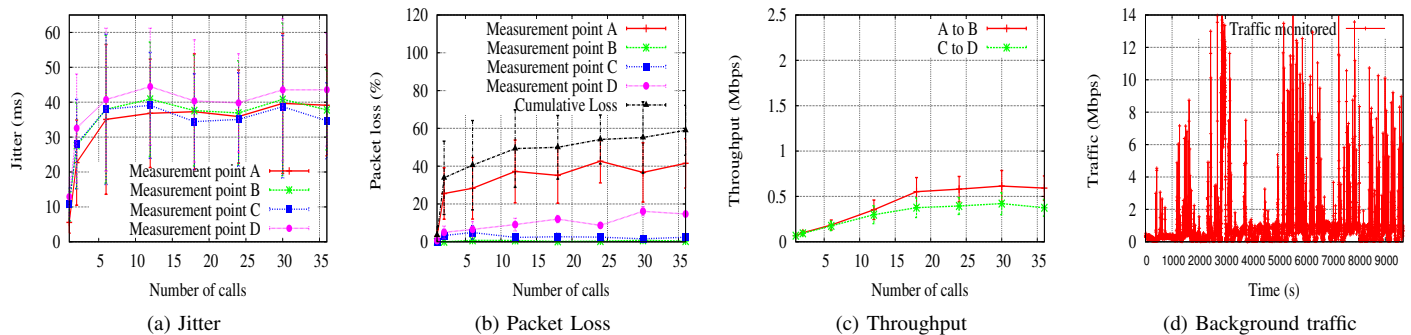 Jitter (ms)
60
50
40
30
20
10
0
Measurement point A
Measurement point B
Measurement point C
Measurement point D
5 10 15 20 25 30 35
Number of calls
(a) Jitter
Packet loss (%)
120
100
80
60
40
20
0
Measurement point A
Measurement point B
Measurement point C
Measurement point D
Cumulative Loss
5 10 15 20 25 30 35
Number of calls
(b) Packet Loss
Throughput (Mbps)
2.5
2
1.5
1
0.5
0
A to B
C to D
5 10 15 20 25 30 35
Number of calls
(c) Throughput
Traffic (Mbps)
14
12
10
8
6
4
2
0
Traffic monitored
0 1000 2000 3000 4000 5000 6000 7000 8000 9000
Time (s)
(d) Background traffic